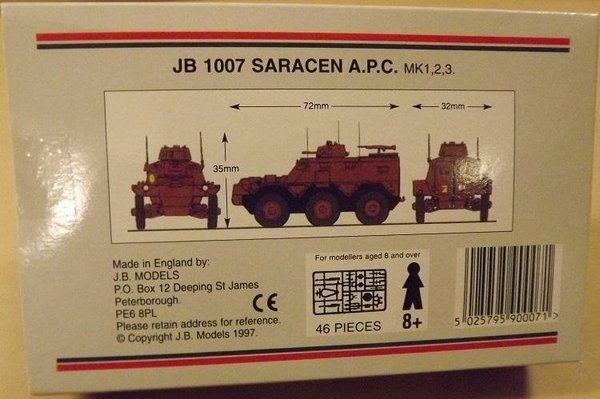 JB 1007 SARACEN A.P.C. MK1,2,3.
72mm
32mm
35mm
Made in England by:
J.B. MODELS
P.O. Box 12 Deeping St James
Peterborough.
PE6 8PL
Please retain address for reference.
© Copyright J.B. Models 1997.
CE
For modellers aged 8 and over
46 PIECES
8+
5 025795 900071 >